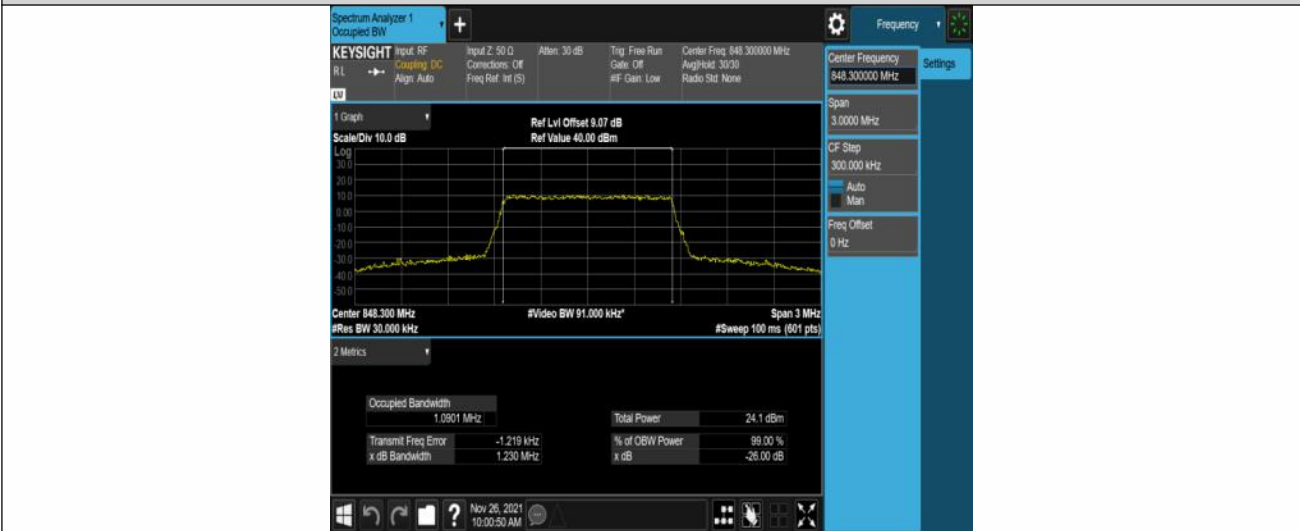 Spectrum Analyzer 1
Occupied BW
+
Frequency
KEYSIGHT
RL
LV
Input: RF
Coupling: DC
Align: Auto
Input Z: 50 Ω
Corrections: Off
Freq Ref: Int (S)
Atten: 30 dB
Trig: Free Run
Gate: Off
#IF Gain: Low
Center Freq: 848.300000 MHz
Avg|Hold: 30/30
Radio Std: None
Center Frequency
848.300000 MHz
Settings
Span
3.0000 MHz
CF Step
300.000 kHz
Auto
Man
Freq Offset
0 Hz
1 Graph
Scale/Div 10.0 dB
Ref Lvl Offset 9.07 dB
Ref Value 40.00 dBm
Log
30.0
20.0
10.0
0.00
-10.0
-20.0
-30.0
-40.0
-50.0
Center 848.300 MHz
#Video BW 91.000 kHz*
Span 3 MHz
#Res BW 30.000 kHz
#Sweep 100 ms (601 pts)
2 Metrics
Occupied Bandwidth
1.0901 MHz
Total Power 24.1 dBm
Transmit Freq Error -1.219 kHz
% of OBW Power 99.00 %
x dB Bandwidth 1.230 MHz
x dB -26.00 dB
?
Nov 26, 2021
10:00:50 AM